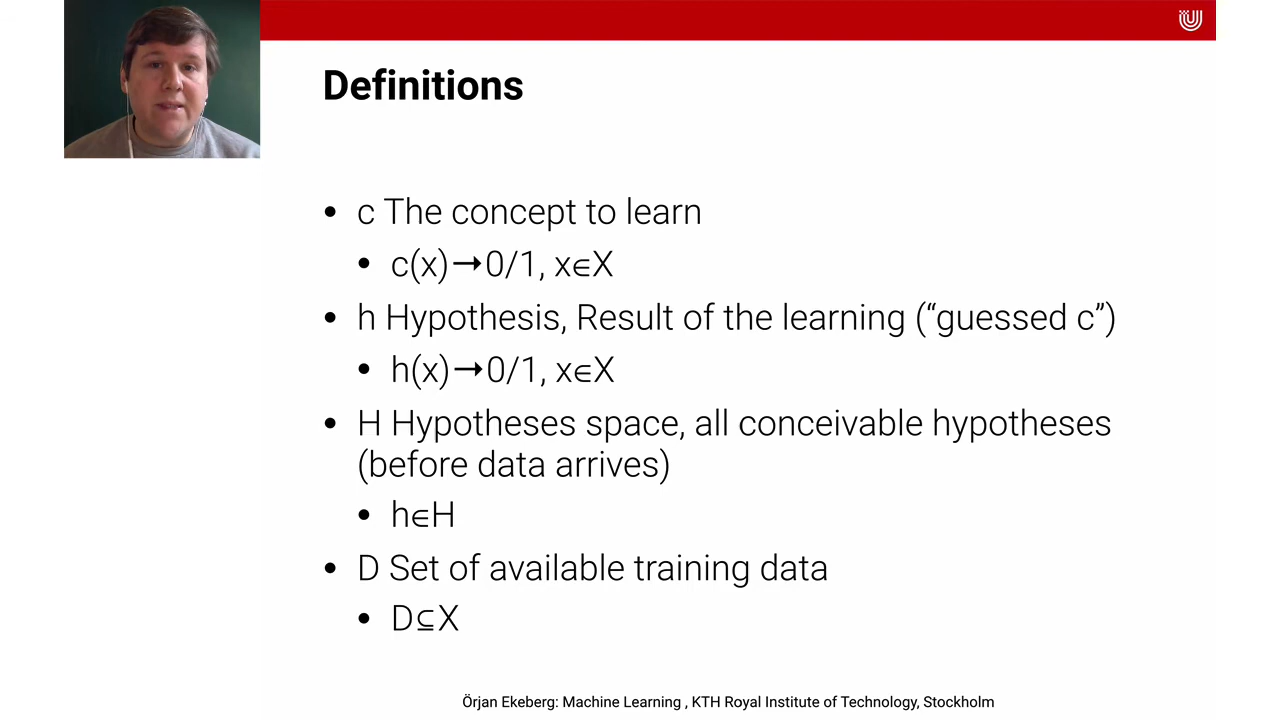 Definitions
• c The concept to learn
• c(x)→0/1, x∈X
• h Hypothesis, Result of the learning (“guessed c”)
• h(x)→0/1, x∈X
• H Hypotheses space, all conceivable hypotheses
(before data arrives)
• h∈H
• D Set of available training data
• D⊆X
Örjan Ekeberg: Machine Learning , KTH Royal Institute of Technology, Stockholm